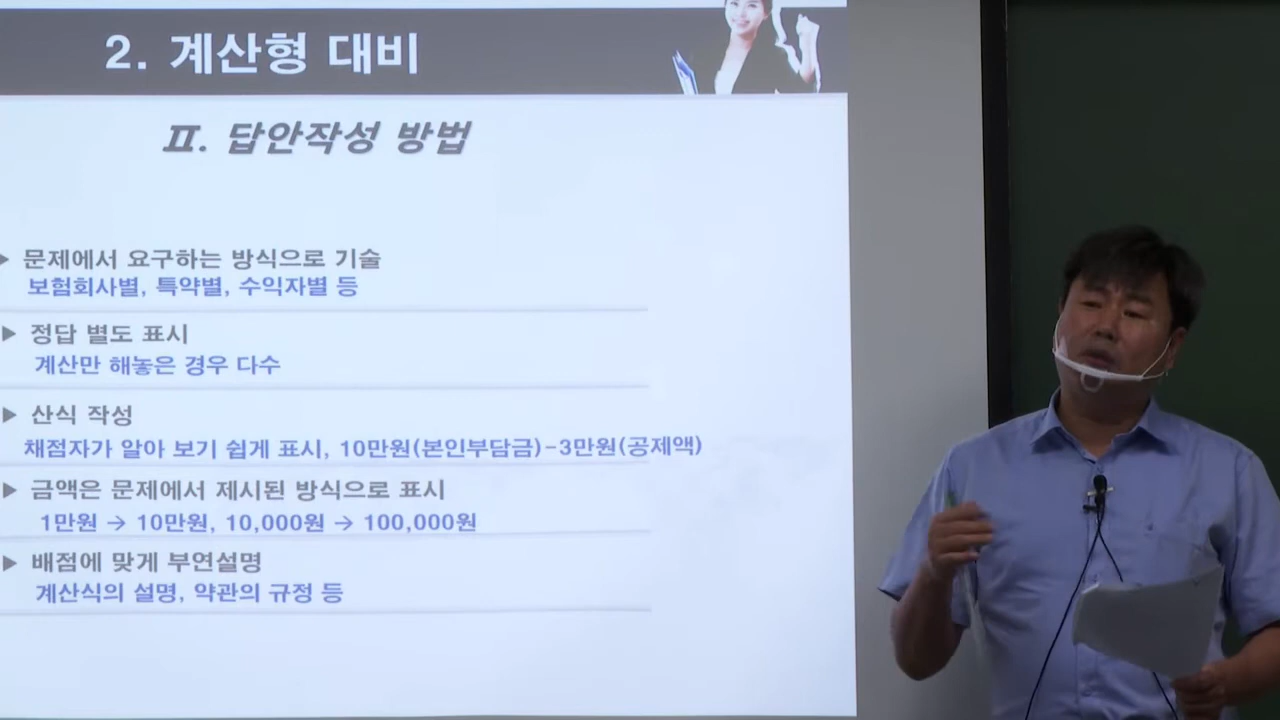 2. 계산형 대비
Ⅱ. 답안작성 방법
▶ 문제에서 요구하는 방식으로 기술
보험회사별, 특약별, 수익자별 등
▶ 정답 별도 표시
계산만 해놓은 경우 다수
▶ 산식 작성
채점자가 알아 보기 쉽게 표시, 10만원(본인부담금)-3만원(공제액)
▶ 금액은 문제에서 제시된 방식으로 표시
1만원 → 10만원, 10,000원 → 100,000원
▶ 배점에 맞게 부연설명
계산식의 설명, 약관의 규정 등